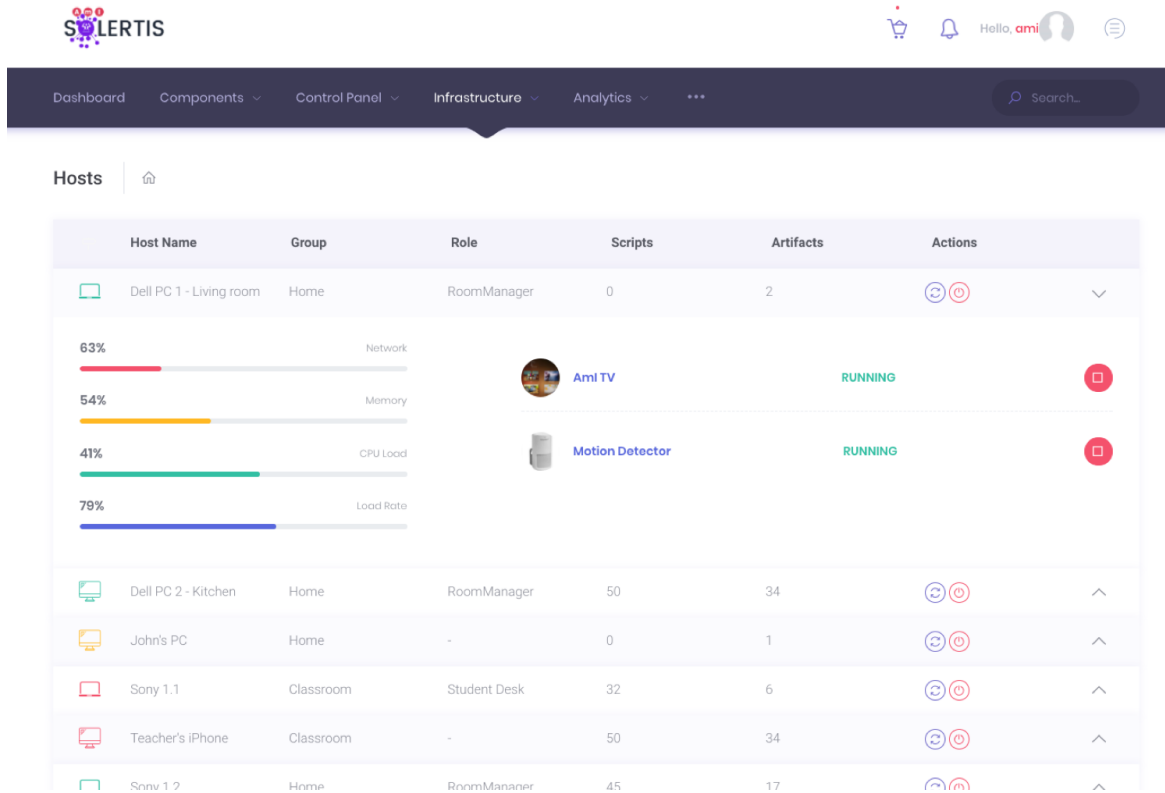 AmI
SOLERTIS
Hello, ami
Dashboard Components Control Panel Infrastructure Analytics ••• Search...
Hosts
Host Name Group Role Scripts Artifacts Actions
Dell PC 1 - Living room Home RoomManager 0 2
63% Network
54% Memory
41% CPU Load
79% Load Rate
AmI TV RUNNING
Motion Detector RUNNING
Dell PC 2 - Kitchen Home RoomManager 50 34
John's PC Home - 0 1
Sony 1.1 Classroom Student Desk 32 6
Teacher's iPhone Classroom - 50 34
Sony 1.2 Home RoomManager 45 17